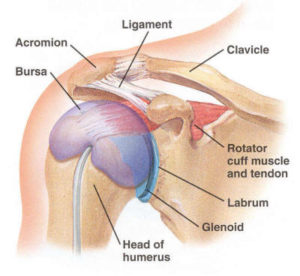 Ligament
Acromion
Clavicle
Bursa
Rotator
cuff muscle
and tendon
Labrum
Glenoid
Head of
humerus